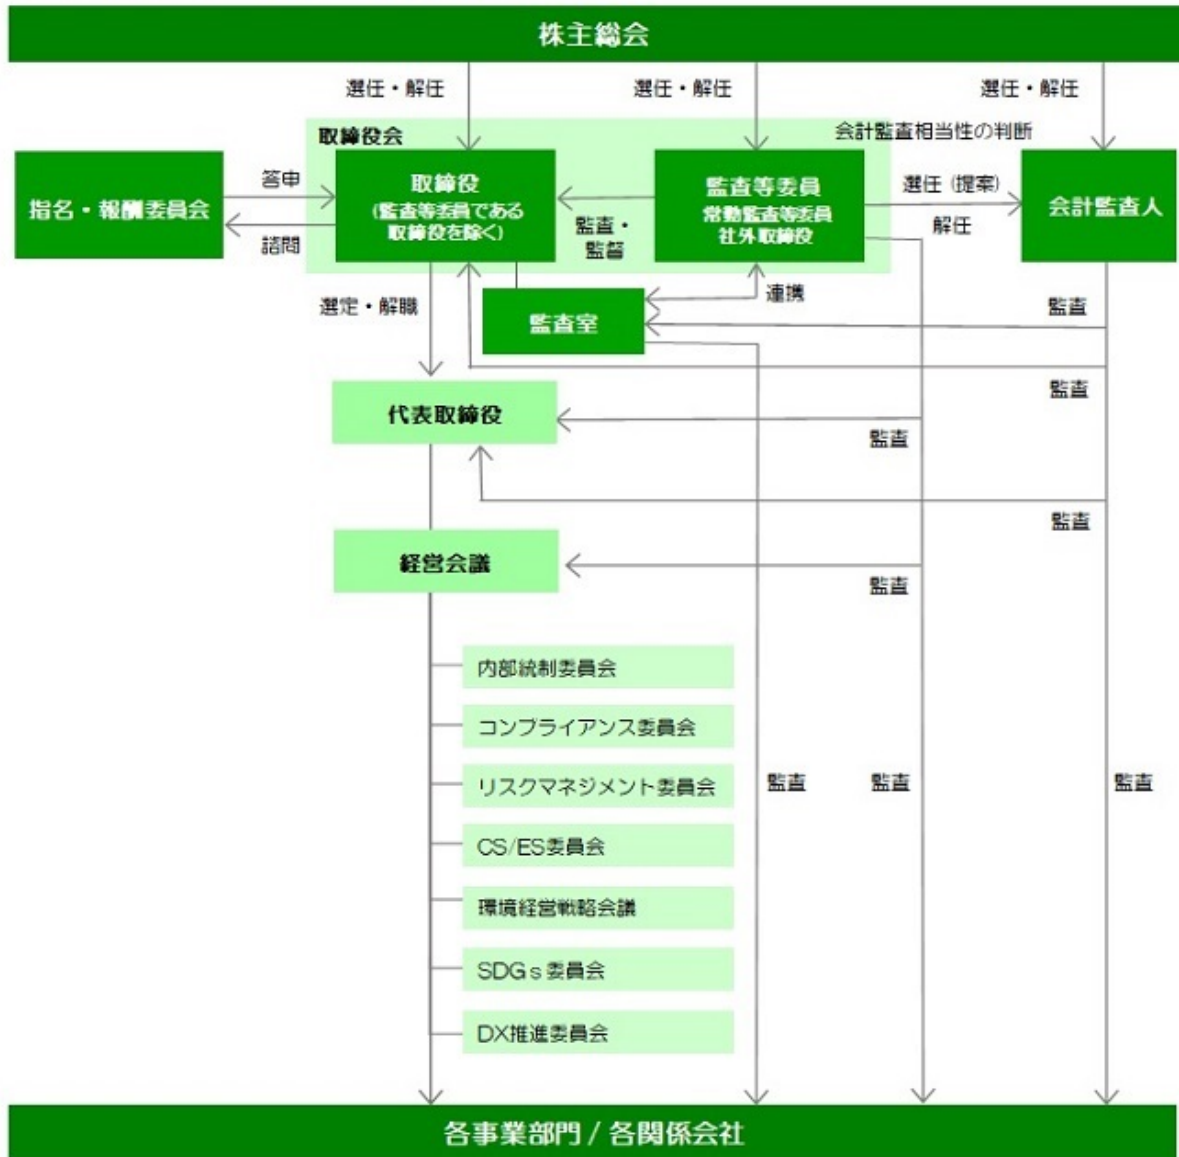 株主総会
選任・解任
選任・解任
選任・解任
取締役会
会計監査相当性の判断
指名・報酬委員会
答申
諮問
取締役
(監査等委員である
取締役を除く)
監査・
監督
監査等委員
常勤監査等委員
社外取締役
選任（提案）
解任
会計監査人
選定・解職
監査室
連携
監査
監査
代表取締役
監査
監査
経営会議
監査
内部統制委員会
コンプライアンス委員会
リスクマネジメント委員会
監査
監査
監査
CS/ES委員会
環境経営戦略会議
SDGｓ委員会
DX推進委員会
各事業部門 / 各関係会社